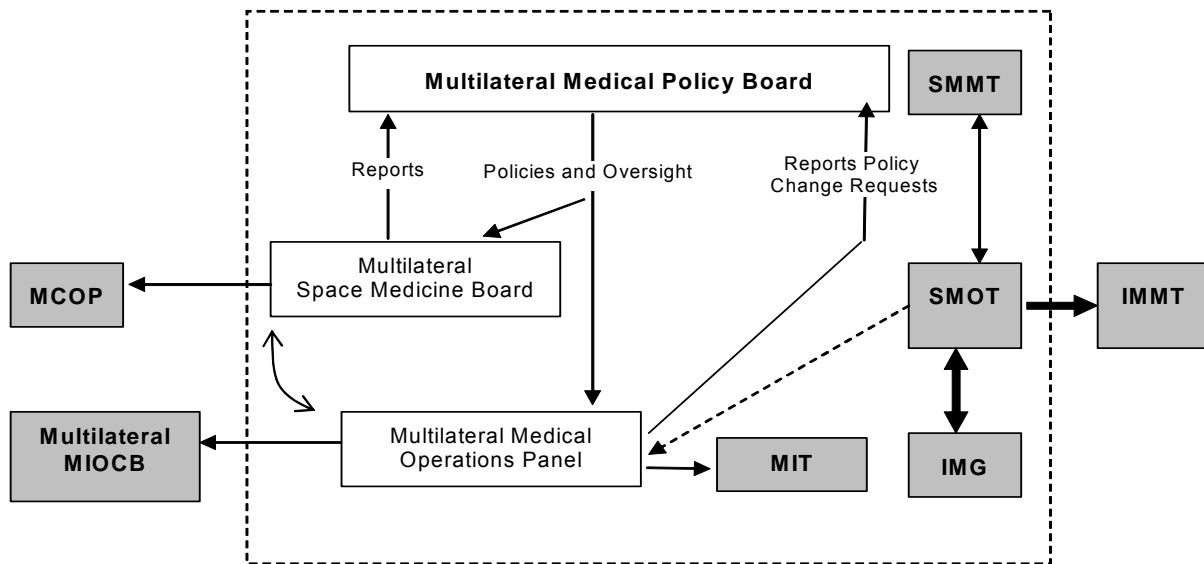 Multilateral Medical Policy Board
SMMT
Reports
Policies and Oversight
Reports Policy
Change Requests
Multilateral
Space Medicine Board
MCOP
SMOT
IMMT
Multilateral
MIOCB
Multilateral Medical
Operations Panel
MIT
IMG